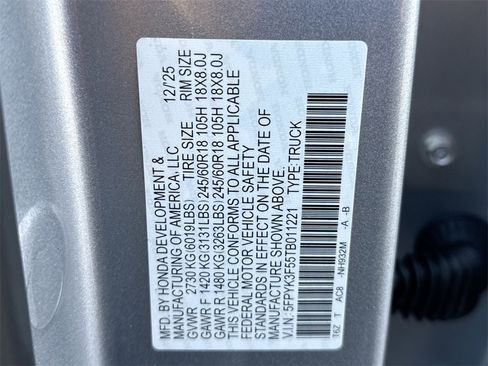 MFD. BY HONDA DEVELOPMENT &
MANUFACTURING OF AMERICA, LLC 12/25
GVWR 2730 KG(6019LBS) TIRE SIZE RIM SIZE
GAWR F 1420 KG(3131LBS) 245/60R18 105H 18X8.0J
GAWR R 1480 KG(3263LBS) 245/60R18 105H 18X8.0J
THIS VEHICLE CONFORMS TO ALL APPLICABLE
FEDERAL MOTOR VEHICLE SAFETY
STANDARDS IN EFFECT ON THE DATE OF
MANUFACTURE SHOWN ABOVE.
V.I.N: 5FPYK3F55TB011221 TYPE:TRUCK
T6Z T AC8 -NH932M -A -B